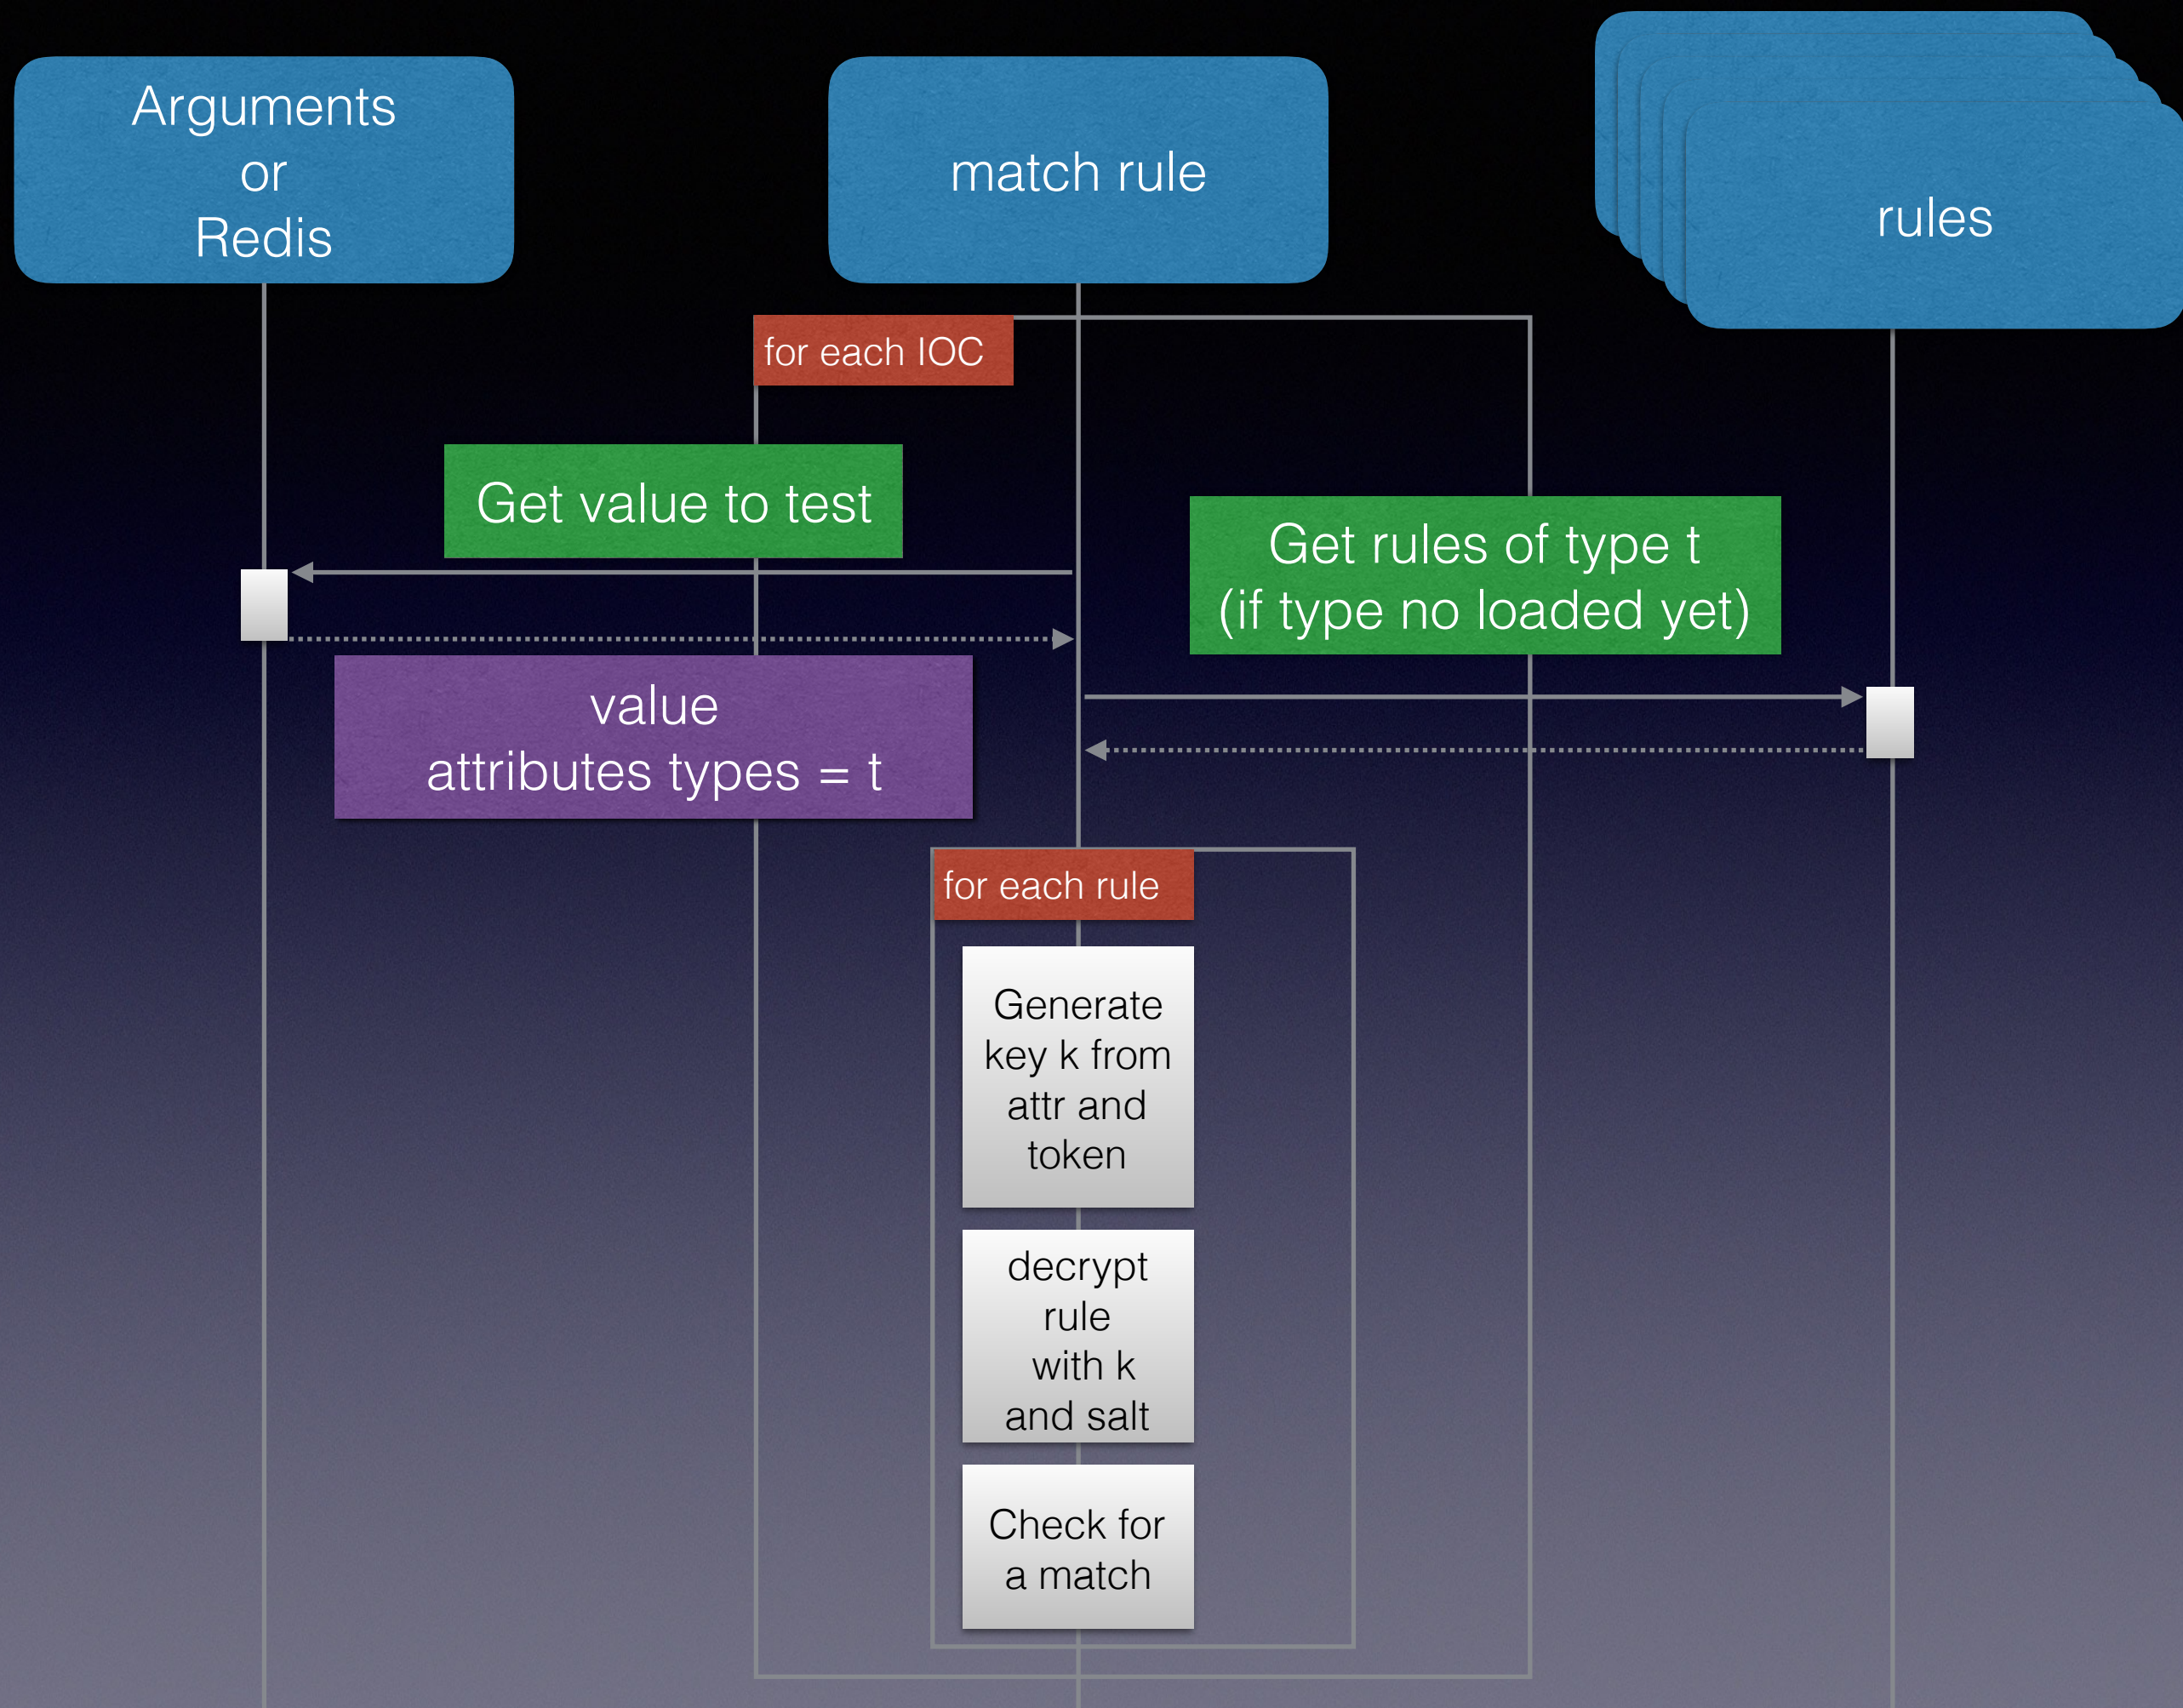 Arguments
or
Redis
match rule
rules
for each IOC
Get value to test
Get rules of type t
(if type no loaded yet)
value
attributes types = t
for each rule
Generate
key k from
attr and
token
decrypt
rule
with k
and salt
Check for
a match